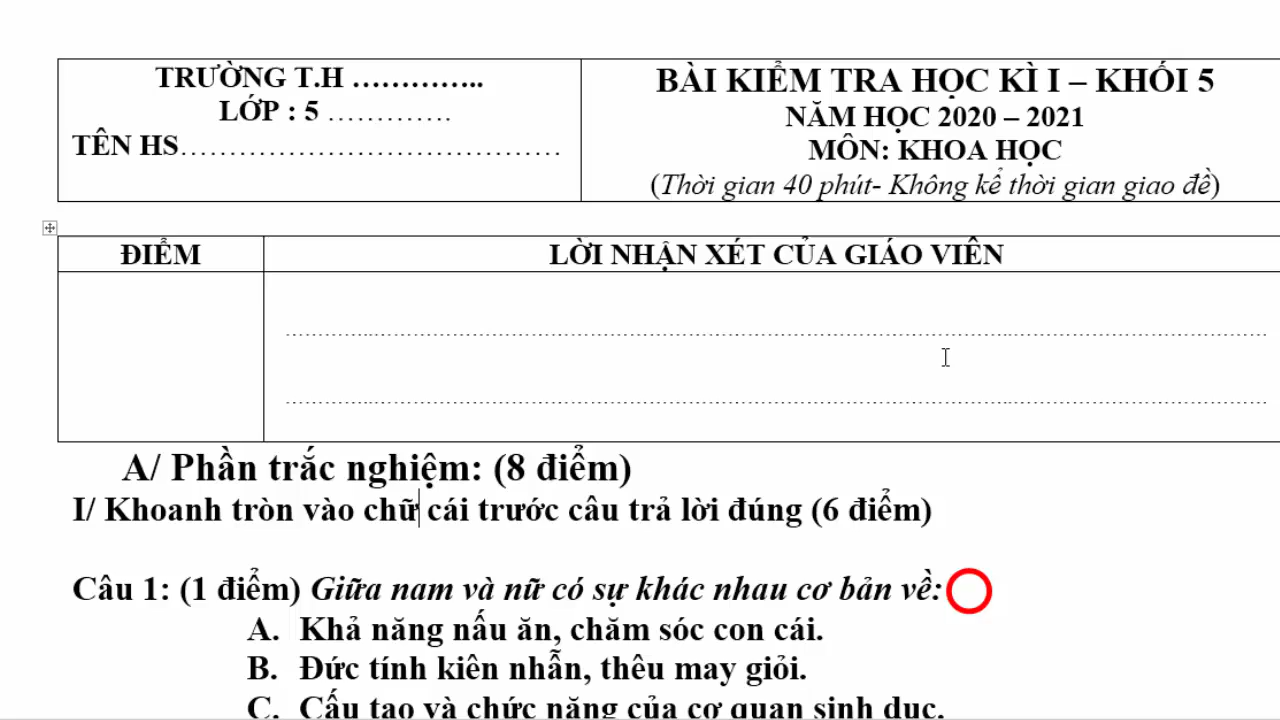 TRƯỜNG T.H …………..
LỚP : 5 ………….
TÊN HS…………………………………
BÀI KIỂM TRA HỌC KÌ I – KHỐI 5
NĂM HỌC 2020 – 2021
MÔN: KHOA HỌC
(Thời gian 40 phút- Không kể thời gian giao đề)
ĐIỂM
LỜI NHẬN XÉT CỦA GIÁO VIÊN
A/ Phần trắc nghiệm: (8 điểm)
I/ Khoanh tròn vào chữ cái trước câu trả lời đúng (6 điểm)
Câu 1: (1 điểm) Giữa nam và nữ có sự khác nhau cơ bản về:
A. Khả năng nấu ăn, chăm sóc con cái.
B. Đức tính kiên nhẫn, thêu may giỏi.
C. Cấu tạo và chức năng của cơ quan sinh dục.